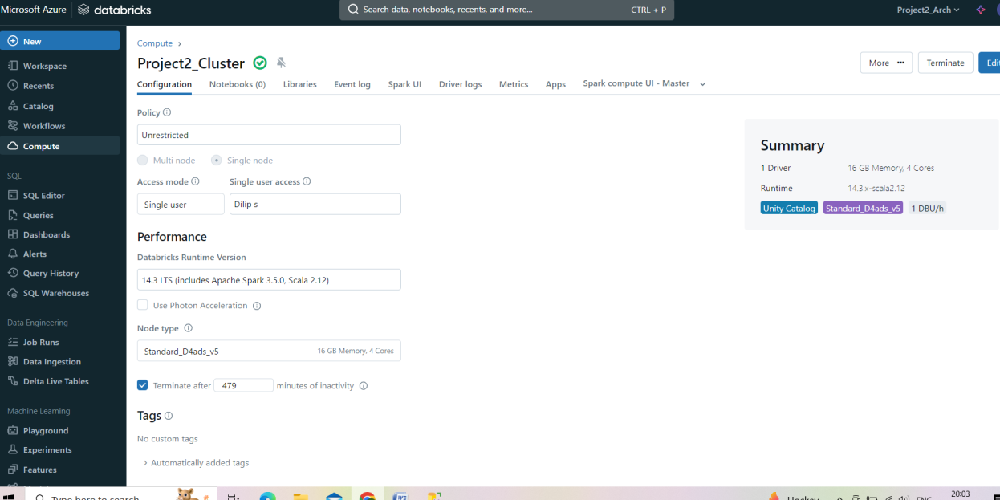 Microsoft Azure databricks Search data, notebooks, recents, and more... CTRL + P Project2_Arch
New
Workspace
Recents
Catalog
Workflows
Compute
SQL
SQL Editor
Queries
Dashboards
Alerts
Query History
SQL Warehouses
Data Engineering
Job Runs
Data Ingestion
Delta Live Tables
Machine Learning
Playground
Experiments
Features
Compute ›
Project2_Cluster More ... Terminate Edit
Configuration Notebooks (0) Libraries Event log Spark UI Driver logs Metrics Apps Spark compute UI - Master
Policy
Unrestricted
Multi node Single node
Access mode Single user access
Single user Dilip s
Performance
Databricks Runtime Version
14.3 LTS (includes Apache Spark 3.5.0, Scala 2.12)
Use Photon Acceleration
Node type
Standard_D4ads_v5 16 GB Memory, 4 Cores
Terminate after 479 minutes of inactivity
Tags
No custom tags
Automatically added tags
Summary
1 Driver 16 GB Memory, 4 Cores
Runtime 14.3.x-scala2.12
Unity Catalog Standard_D4ads_v5 1 DBU/h
Type here to search Hockey ENG 20:03